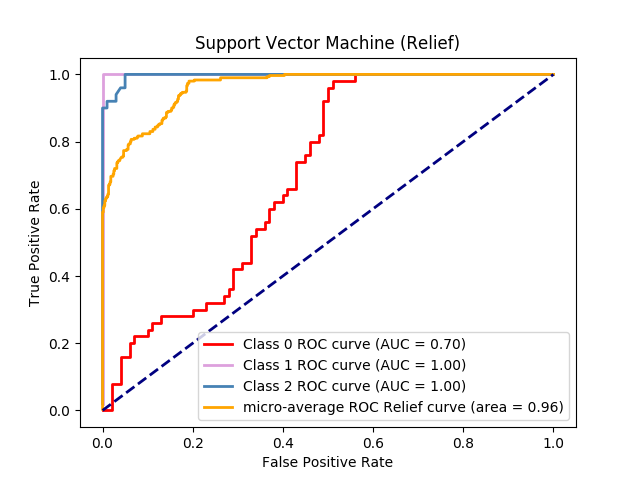 Support Vector Machine (Relief)
True Positive Rate
1.0
0.8
0.6
0.4
0.2
0.0
Class 0 ROC curve (AUC = 0.70)
Class 1 ROC curve (AUC = 1.00)
Class 2 ROC curve (AUC = 1.00)
micro-average ROC Relief curve (area = 0.96)
0.0 0.2 0.4 0.6 0.8 1.0
False Positive Rate